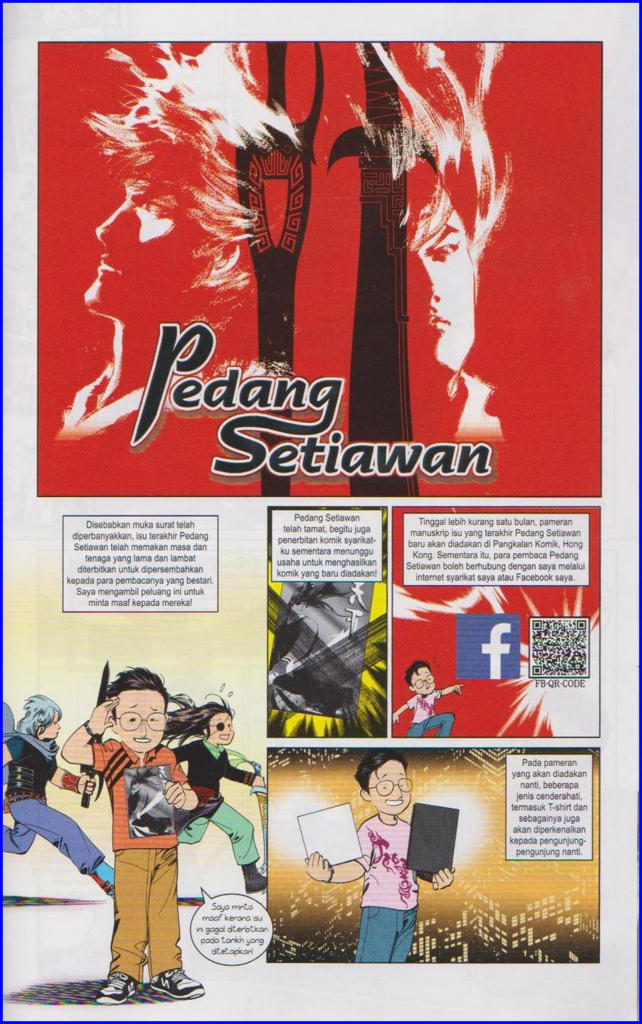 Pedang
Setiawan
Disebabkan muka surat telah
diperbanyakkan, isu terakhir Pedang
Setiawan telah memakan masa dan
tenaga yang lama dan lambat
diterbitkan untuk dipersembahkan
kepada para pembacanya yang bestari.
Saya mengambil peluang ini untuk
minta maaf kepada mereka!
Pedang Setiawan
telah tamat, begitu juga
penerbitan komik syarikat-
ku sementara menunggu
usaha untuk menghasilkan
komik yang baru diadakan!
Tinggal lebih kurang satu bulan, pameran
manuskrip isu yang terakhir Pedang Setiawan
baru akan diadakan di Pangkalan Komik, Hong
Kong. Sementara itu, para pembaca Pedang
Setiawan boleh berhubung dengan saya melalui
internet syarikat saya atau Facebook saya.
f
FB-QR-CODE
Pada pameran
yang akan diadakan
nanti, beberapa
jenis cenderahati,
termasuk T-shirt dan
sebagainya juga
akan diperkenalkan
kepada pengunjung-
pengunjung nanti.
Saya minta
maaf kerana isu
ini gagal diterbitkan
pada tarikh yang
ditetapkan!